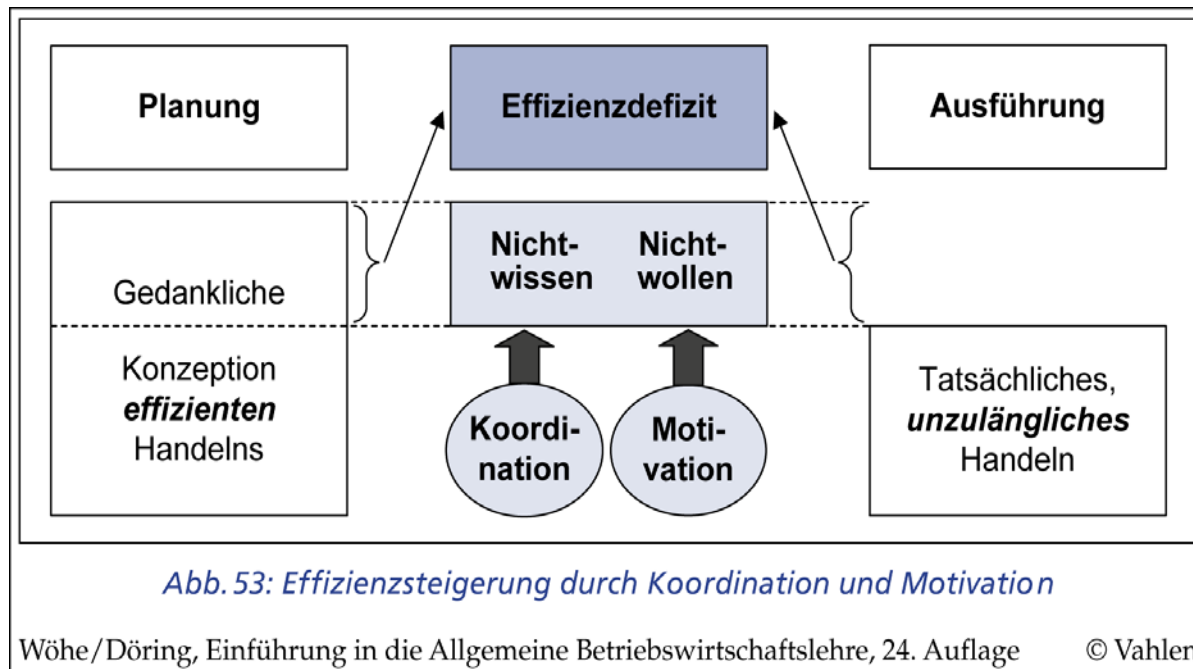 Planung
Effizienzdefizit
Ausführung
Gedankliche
Konzeption
effizienten
Handelns
Nicht-
wissen
Nicht-
wollen
Koordi-
nation
Moti-
vation
Tatsächliches,
unzulängliches
Handeln
Abb. 53: Effizienzsteigerung durch Koordination und Motivation
Wöhe/Döring, Einführung in die Allgemeine Betriebswirtschaftslehre, 24. Auflage © Vahlen